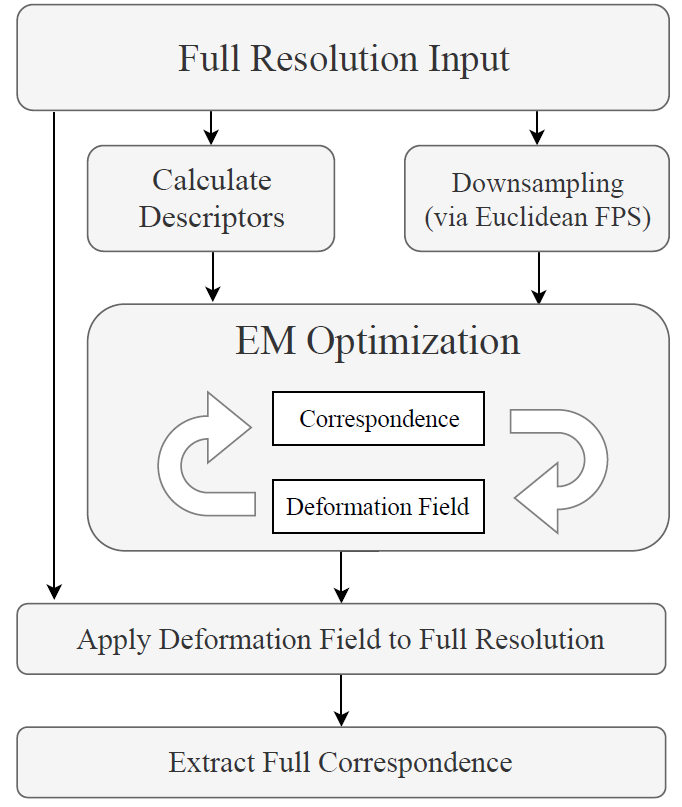 Full Resolution Input
Calculate
Descriptors
Downsampling
(via Euclidean FPS)
EM Optimization
Correspondence
Deformation Field
Apply Deformation Field to Full Resolution
Extract Full Correspondence